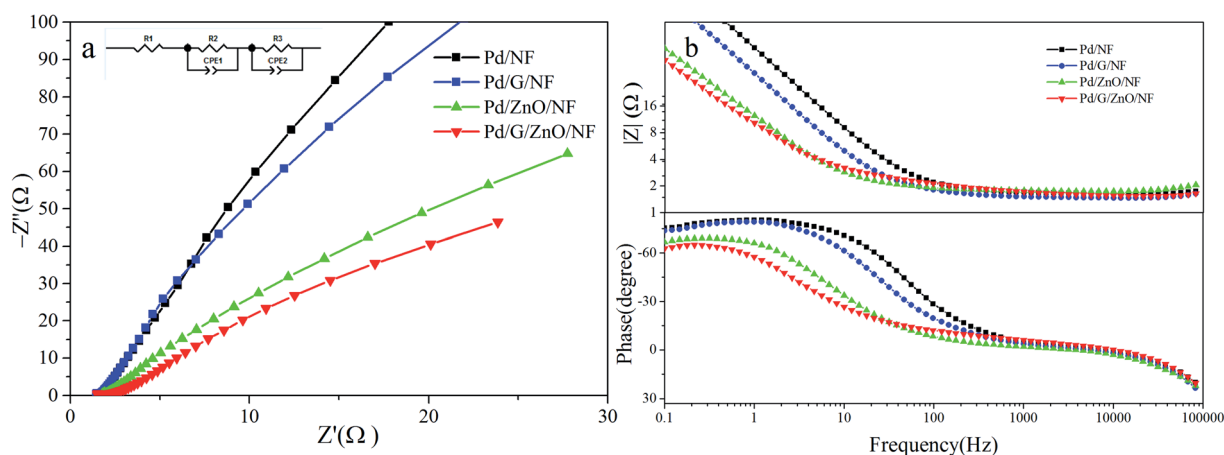 a
R1
R2
R3
CPE1
CPE2
Pd/NF
Pd/G/NF
Pd/ZnO/NF
Pd/G/ZnO/NF
100
90
80
70
60
50
40
30
20
10
0
−Z''(Ω)
0
10
20
30
Z'(Ω)
b
Pd/NF
Pd/G/NF
Pd/ZnO/NF
Pd/G/ZnO/NF
16
8
4
2
1
|Z| (Ω)
-60
-30
0
30
Phase(degree)
0.1
1
10
100
1000
10000
100000
Frequency(Hz)